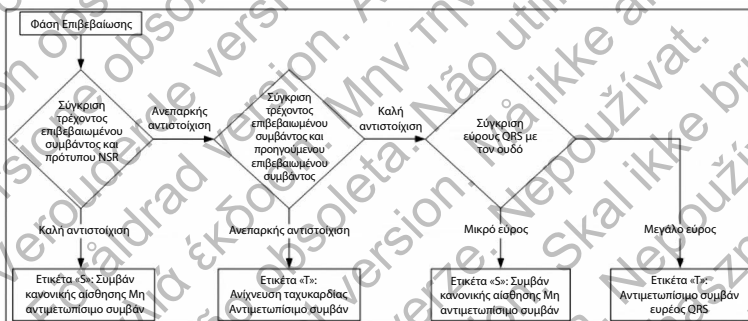 Φάση Επιβεβαίωσης
Σύγκριση
τρέχοντος
επιβεβαιωμένου
συμβάντος και
πρότυπου NSR
Ανεπαρκής
αντιστοίχιση
Σύγκριση
τρέχοντος
επιβεβαιωμένου
συμβάντος και
προηγούμενου
επιβεβαιωμένου
συμβάντος
Καλή
αντιστοίχιση
Σύγκριση
εύρους QRS με
τον ουδό
Καλή αντιστοίχιση
Ανεπαρκής αντιστοίχιση
Μικρό εύρος
Μεγάλο εύρος
Ετικέτα «S»: Συμβάν
κανονικής αίσθησης Μη
αντιμετωπίσιμο συμβάν
Ετικέτα «T»:
Ανίχνευση ταχυκαρδίας
Αντιμετωπίσιμο συμβάν
Ετικέτα «S»: Συμβάν
κανονικής αίσθησης Μη
αντιμετωπίσιμο συμβάν
Ετικέτα «T»:
Αντιμετωπίσιμο συμβάν
ευρέος QRS